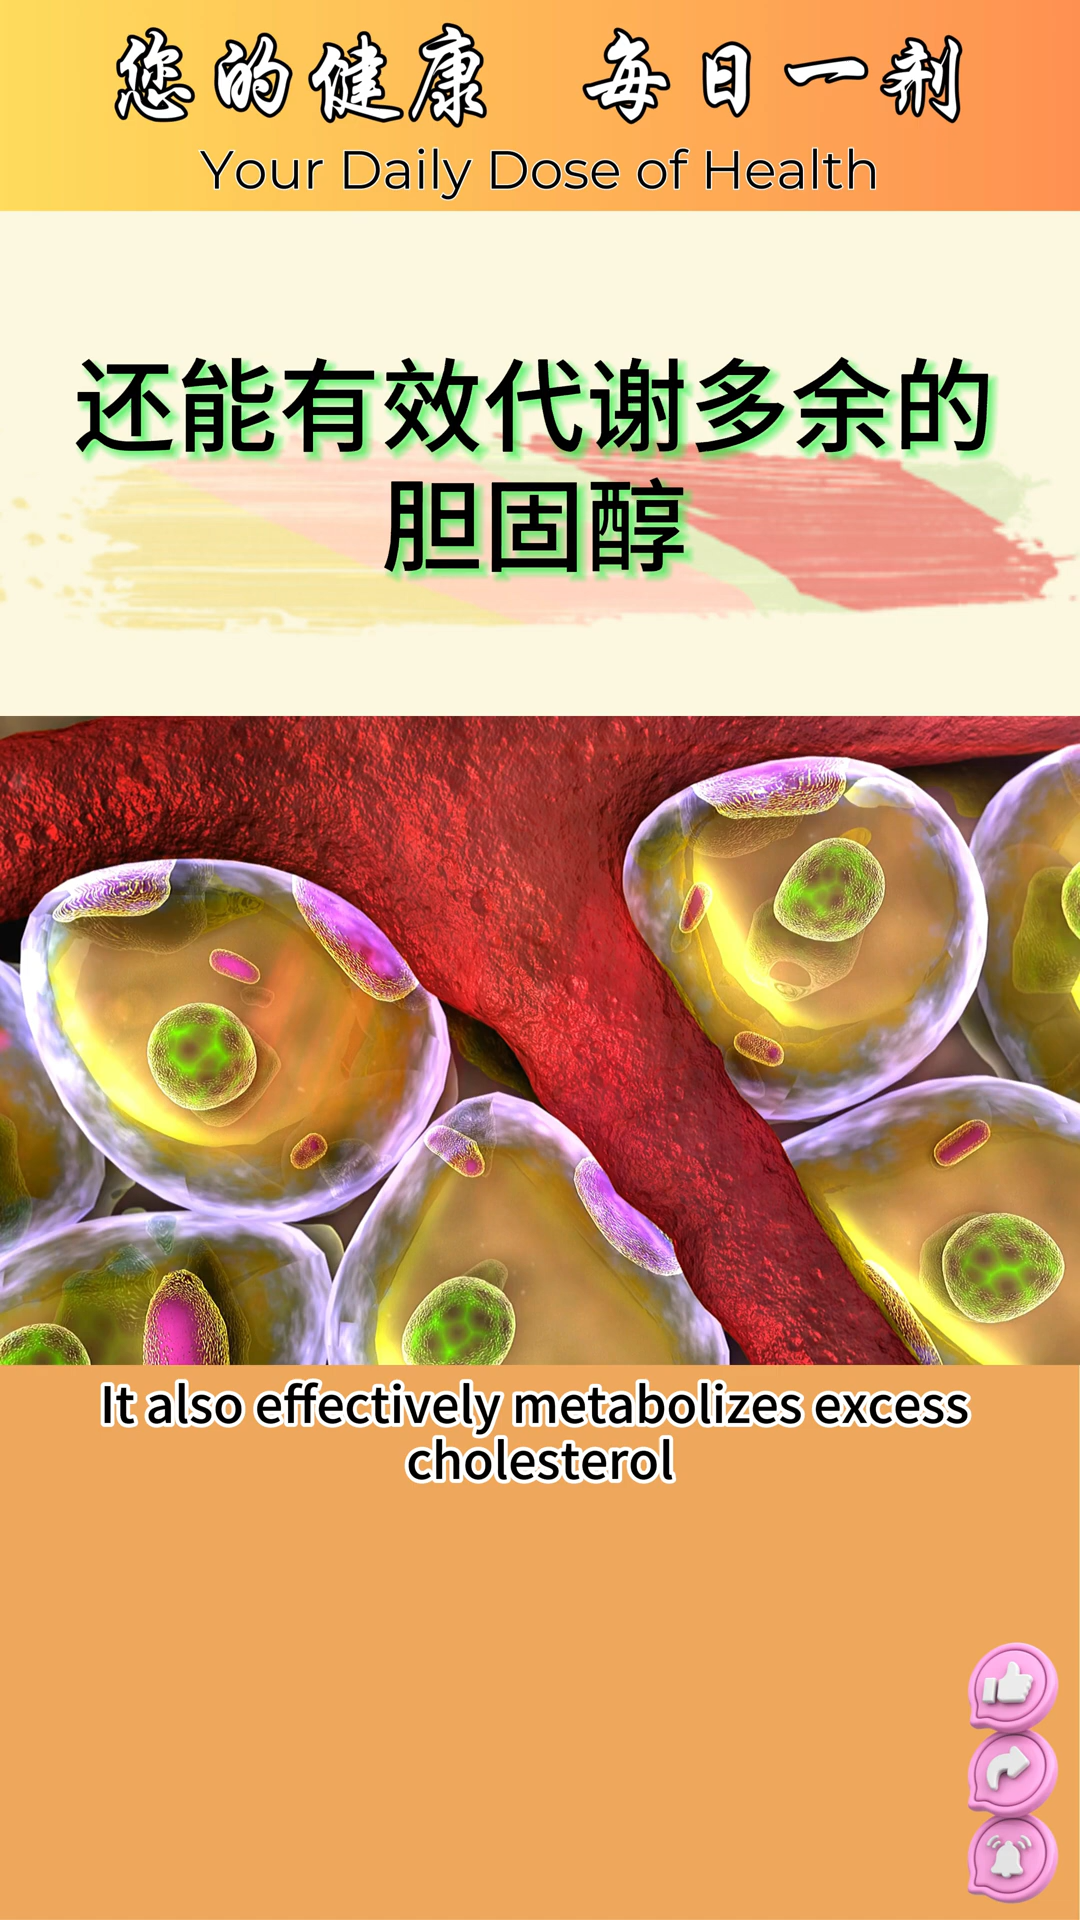 您的健康 每日一剂
Your Daily Dose of Health
还能有效代谢多余的
胆固醇
It also effectively metabolizes excess
cholesterol